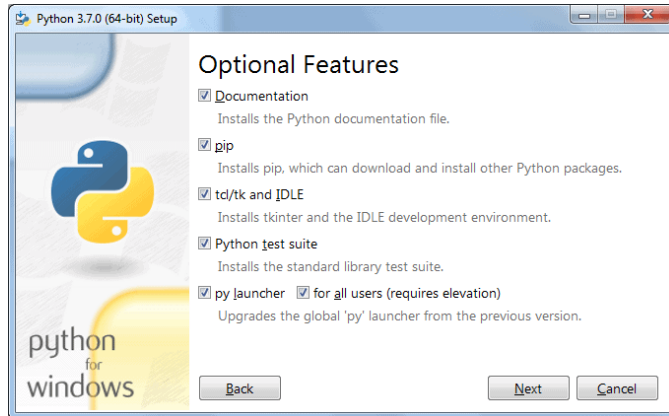 Python 3.7.0 (64-bit) Setup
Optional Features
Documentation
Installs the Python documentation file.
pip
Installs pip, which can download and install other Python packages.
tcl/tk and IDLE
Installs tkinter and the IDLE development environment.
Python test suite
Installs the standard library test suite.
py launcher for all users (requires elevation)
Upgrades the global 'py' launcher from the previous version.
python
for
windows
Back Next Cancel